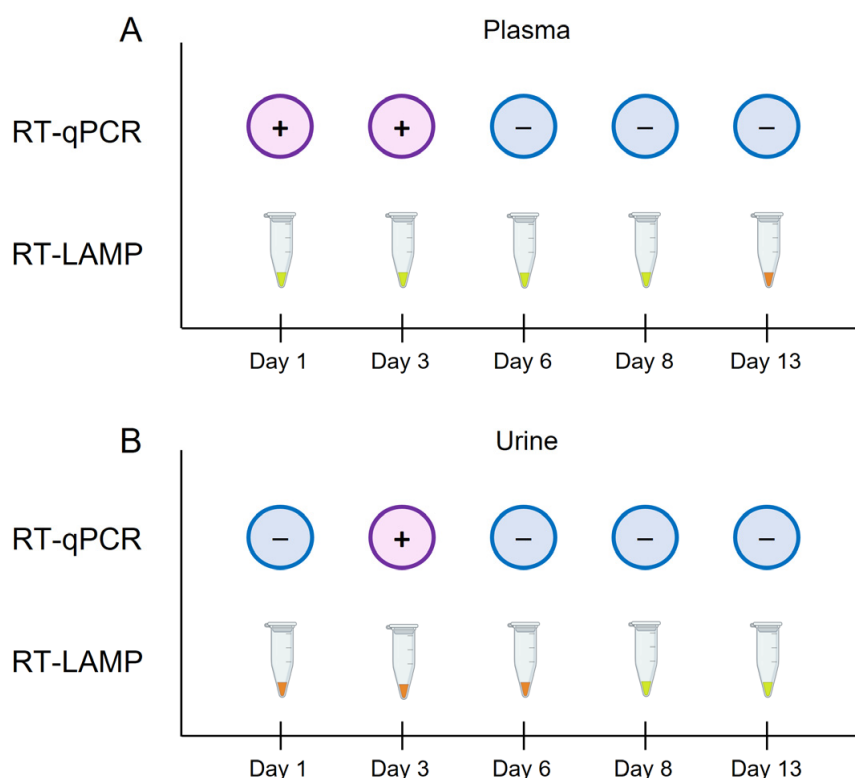 A
Plasma
RT-qPCR + + – – –
RT-LAMP
Day 1 Day 3 Day 6 Day 8 Day 13
B
Urine
RT-qPCR – + – – –
RT-LAMP
Day 1 Day 3 Day 6 Day 8 Day 13